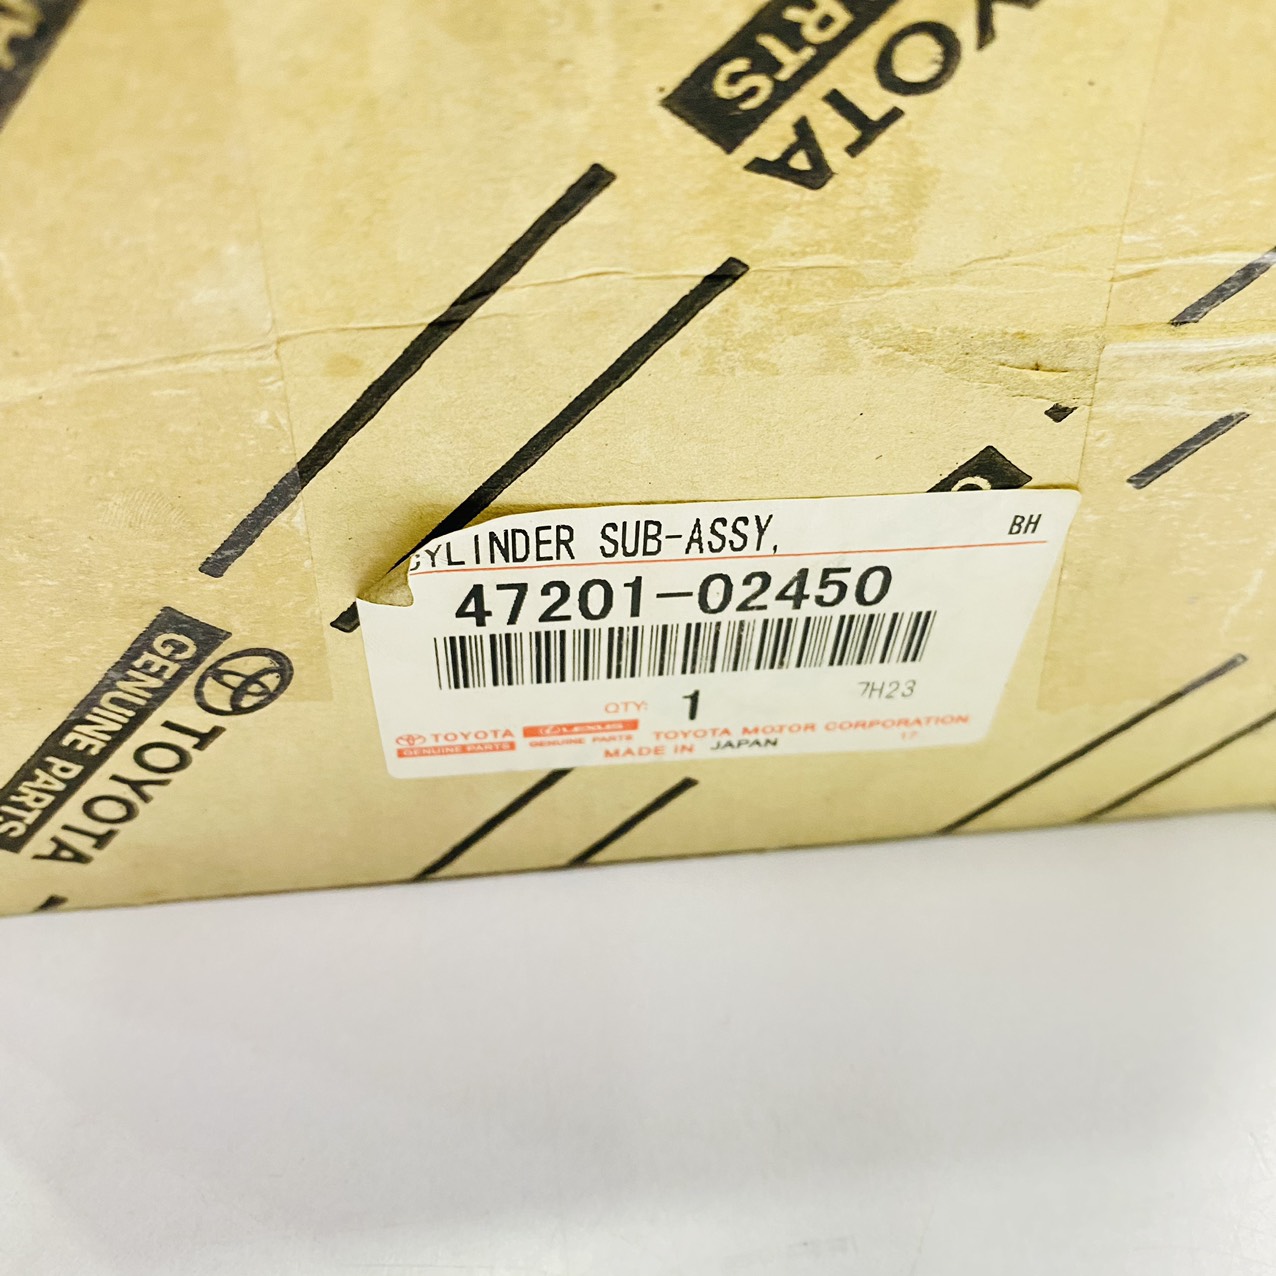 TOYOTA
PARTS
CYLINDER SUB-ASSY, BH
47201-02450
QTY: 1 7H23
TOYOTA LEXUS TOYOTA MOTOR CORPORATION
GENUINE PARTS GENUINE PARTS 17
MADE IN JAPAN
TOYOTA
GENUINE PARTS